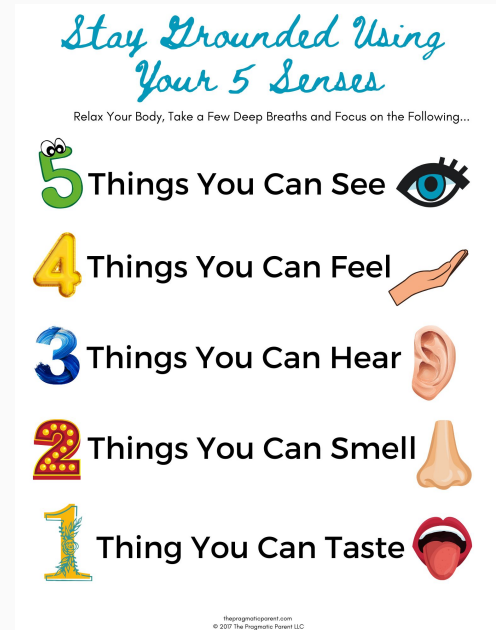 Stay Grounded Using
Your 5 Senses
Relax Your Body, Take a Few Deep Breaths and Focus on the Following...
5 Things You Can See
4 Things You Can Feel
3 Things You Can Hear
2 Things You Can Smell
1 Thing You Can Taste
thepragmaticparent.com
© 2017 The Pragmatic Parent LLC